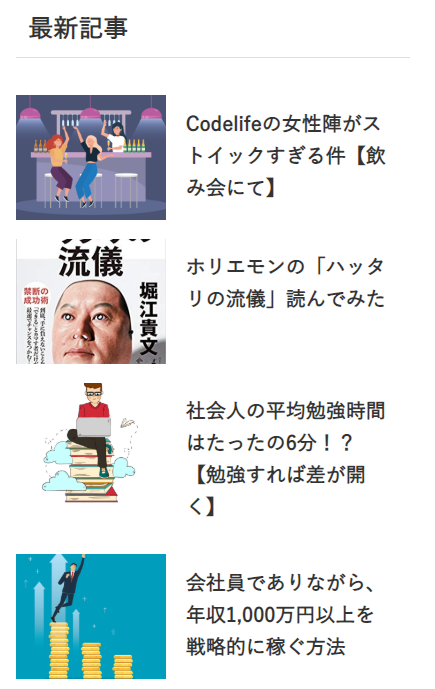 最新記事
Codelifeの女性陣がス
トイックすぎる件【飲
み会にて】
流儀
禁断の
成功術
堀江貴文
ホリエモンの「ハッタ
リの流儀」読んでみた
社会人の平均勉強時間
はたったの6分！？
【勉強すれば差が開
く】
会社員でありながら、
年収1,000万円以上を
戦略的に稼ぐ方法